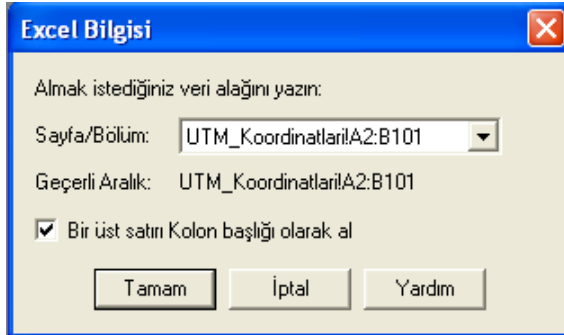 Excel Bilgisi
Almak istediğiniz veri alağını yazın:
Sayfa/Bölüm: UTM_Koordinatlari!A2:B101
Geçerli Aralık: UTM_Koordinatlari!A2:B101
Bir üst satırı Kolon başlığı olarak al
Tamam İptal Yardım